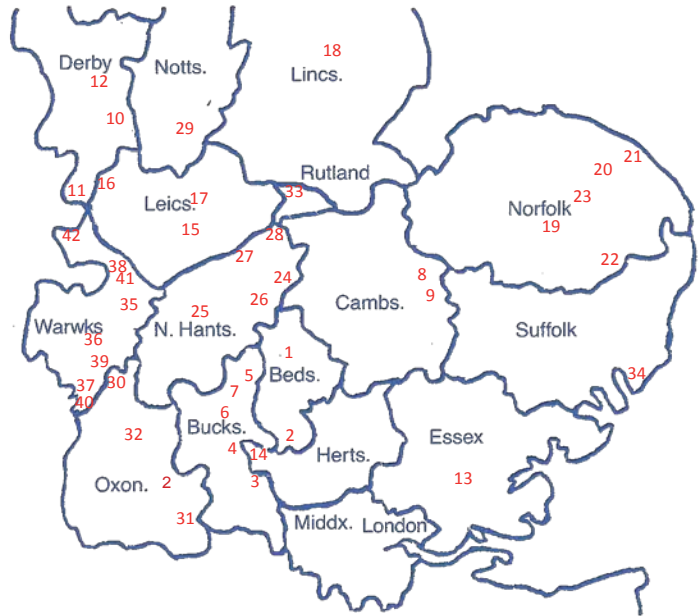 18
Derby
Notts.
Lincs.
12
10
29
21
20
Rutland
16
11
17
33
23
Leics.
Norfolk
15
19
42
28
27
22
38
41
24
8
26
9
35
25
Cambs.
Warwks
N. Hants.
Suffolk
36
1
39
5
Beds.
37
30
7
34
40
6
Bucks.
32
2
Essex
4
14
Herts.
13
Oxon.
2
3
31
Middx.
London